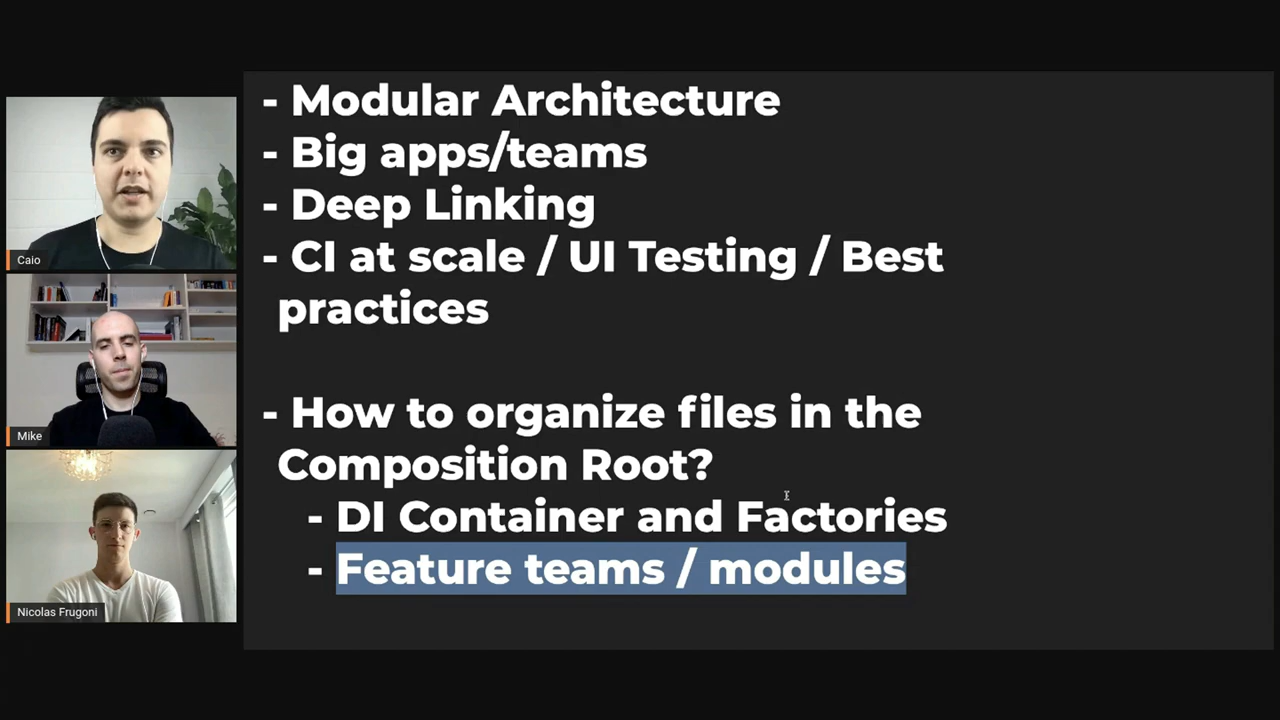 - Modular Architecture
- Big apps/teams
- Deep Linking
- CI at scale / UI Testing / Best
practices
- How to organize files in the
Composition Root?
- DI Container and Factories
- Feature teams / modules
Caio
Mike
Nicolas Frugoni